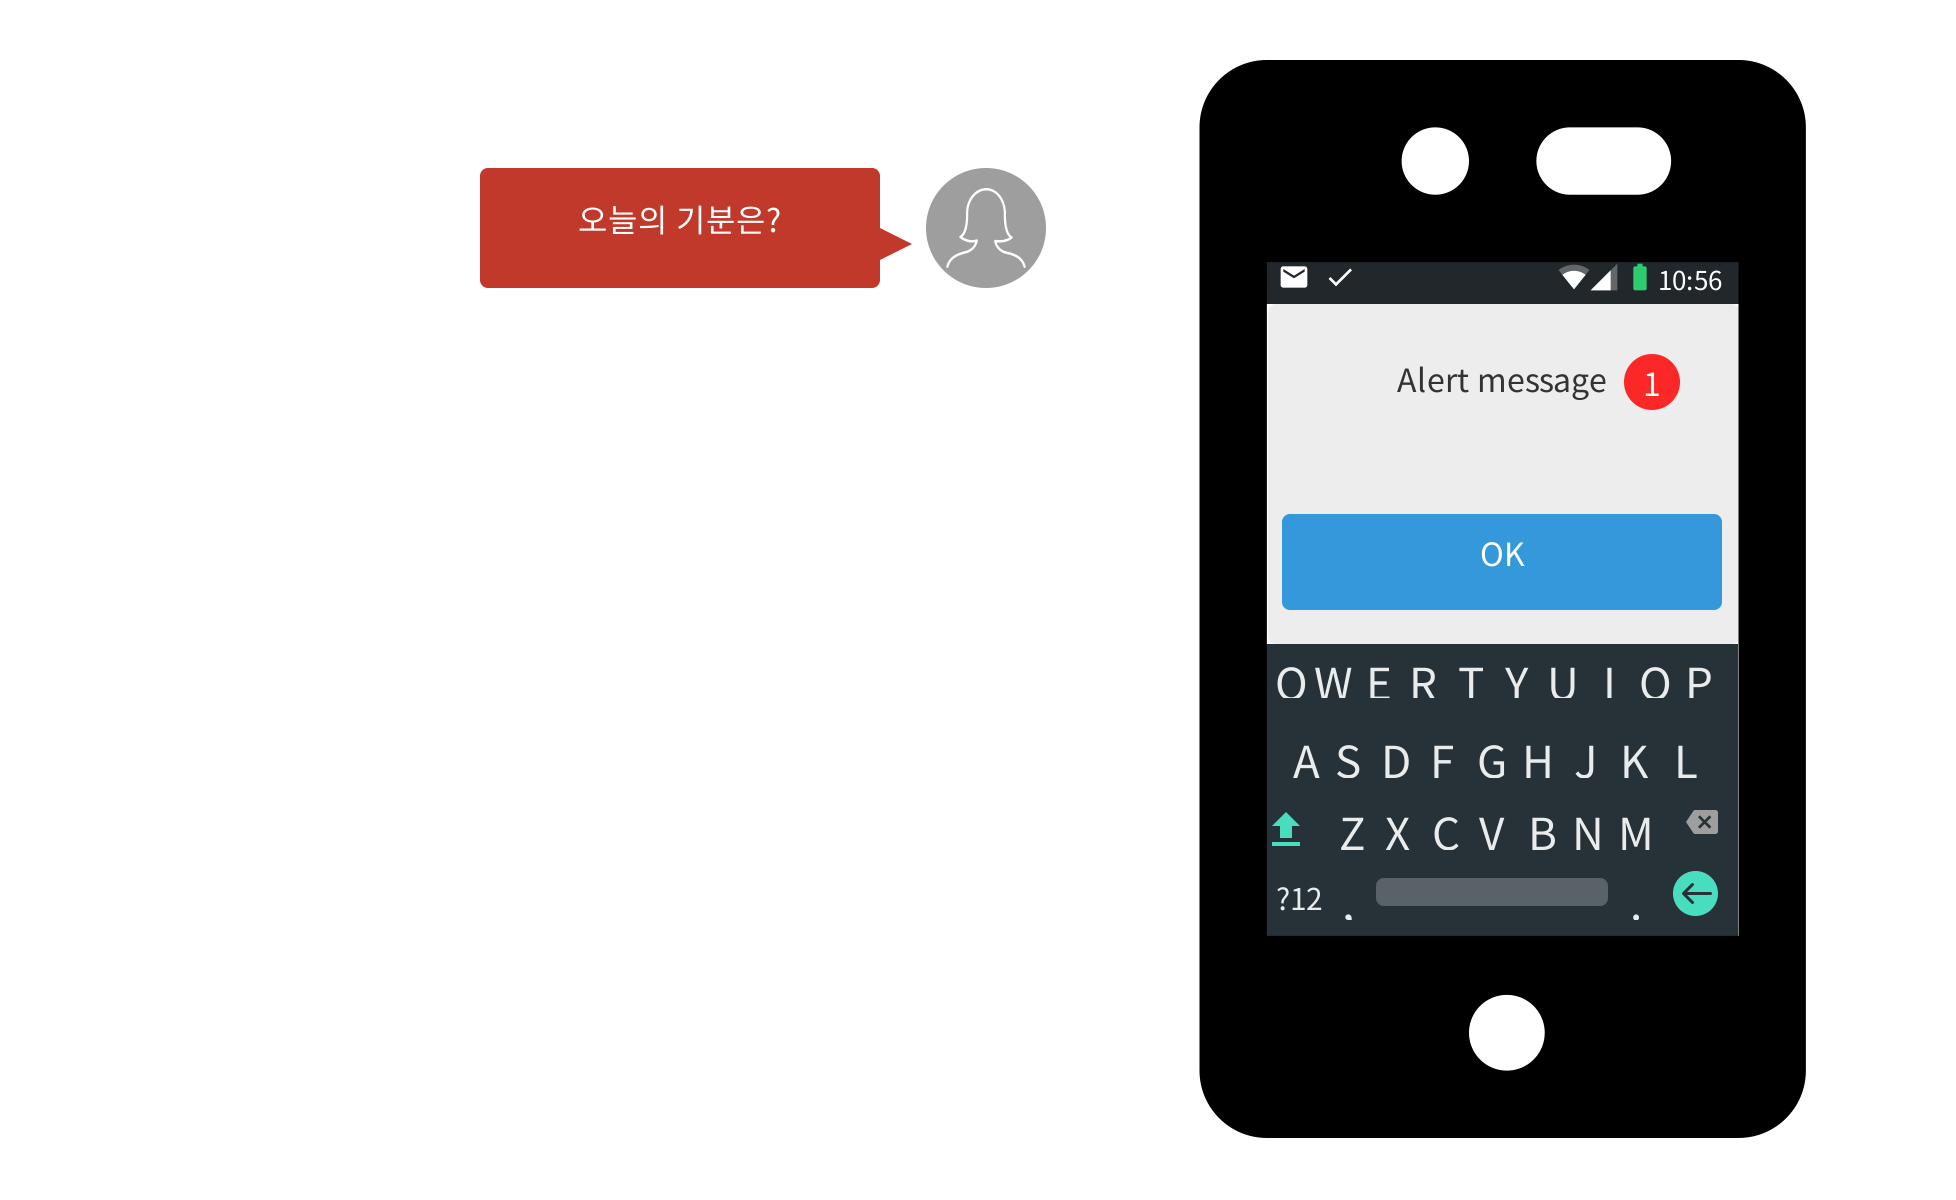 오늘의 기분은?
10:56
Alert message 1
OK
Q W E R T Y U I O P
A S D F G H J K L
Z X C V B N M
?12 , .